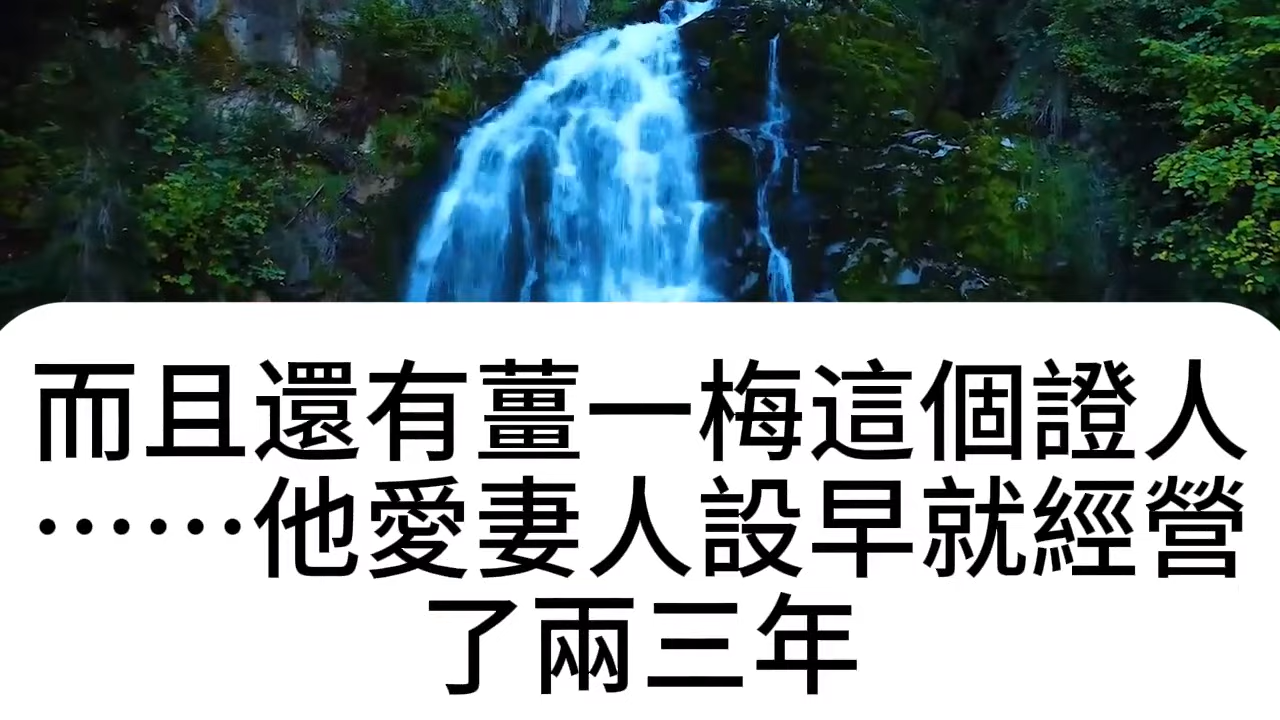 而且還有薑一梅這個證人
……他愛妻人設早就經營
了兩三年